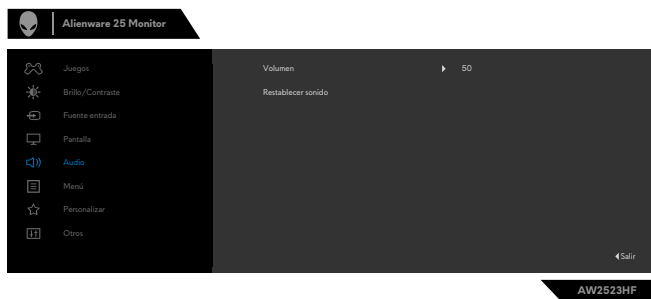 Alienware 25 Monitor
Juegos
Brillo/Contraste
Fuente entrada
Pantalla
Audio
Menú
Personalizar
Otros
Volumen 50
Restablecer sonido
Salir
AW2523HF